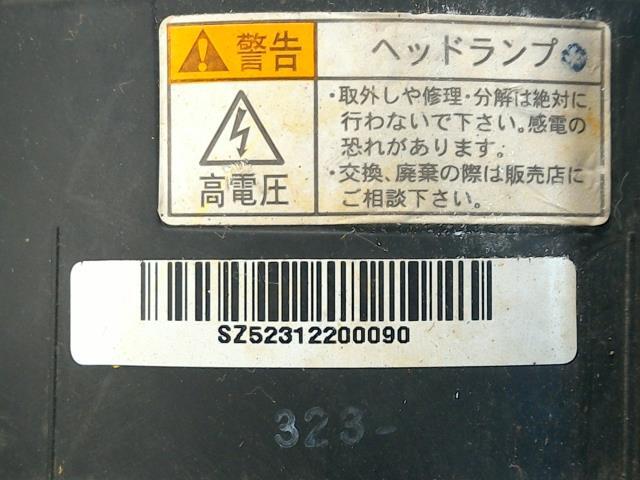 警告
ヘッドランプ
高電圧
・取外しや修理・分解は絶対に
行わないで下さい。感電の
恐れがあります。
・交換、廃棄の際は販売店に
ご相談下さい。
SZ52312200090
323-